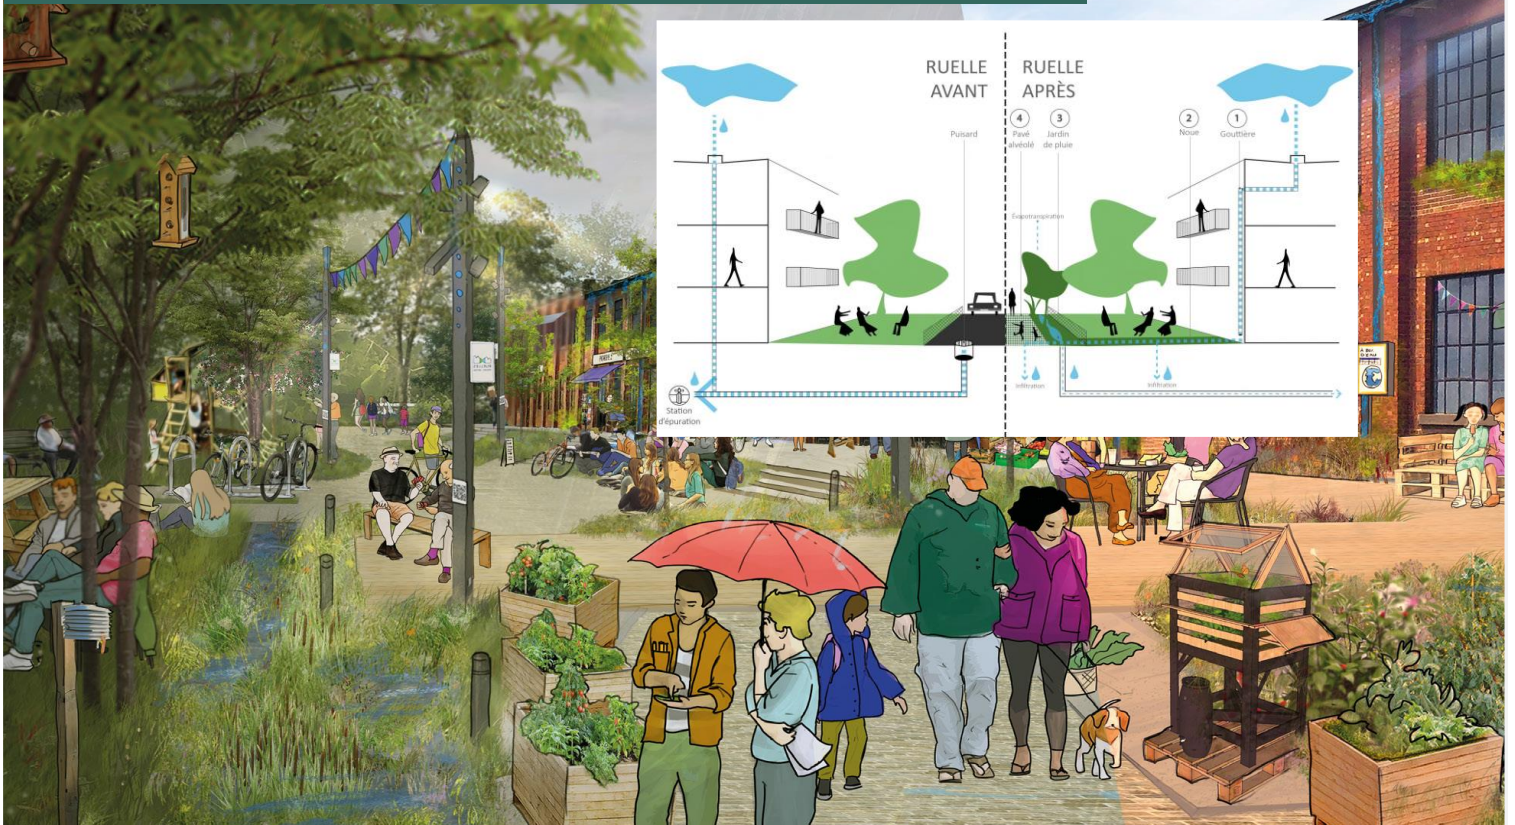 RUELLE
AVANT
RUELLE
APRÈS
4
3
2
1
Puisard
Pavé
alvéolé
Jardin
de pluie
Noue
Gouttière
Évapotranspiration
Infiltration
Infiltration
Station
d'épuration